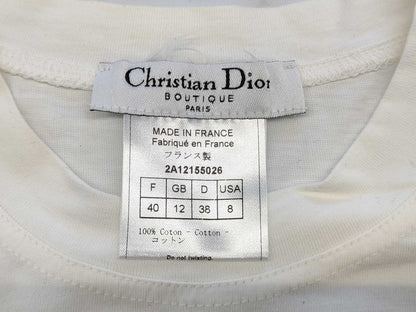 Christian Dior
BOUTIQUE
PARIS
MADE IN FRANCE
Fabriqué en France
フランス製
2A12155026
F GB D USA
40 12 38 8
100% Coton - Cotton -
コットン
Do not twisting.